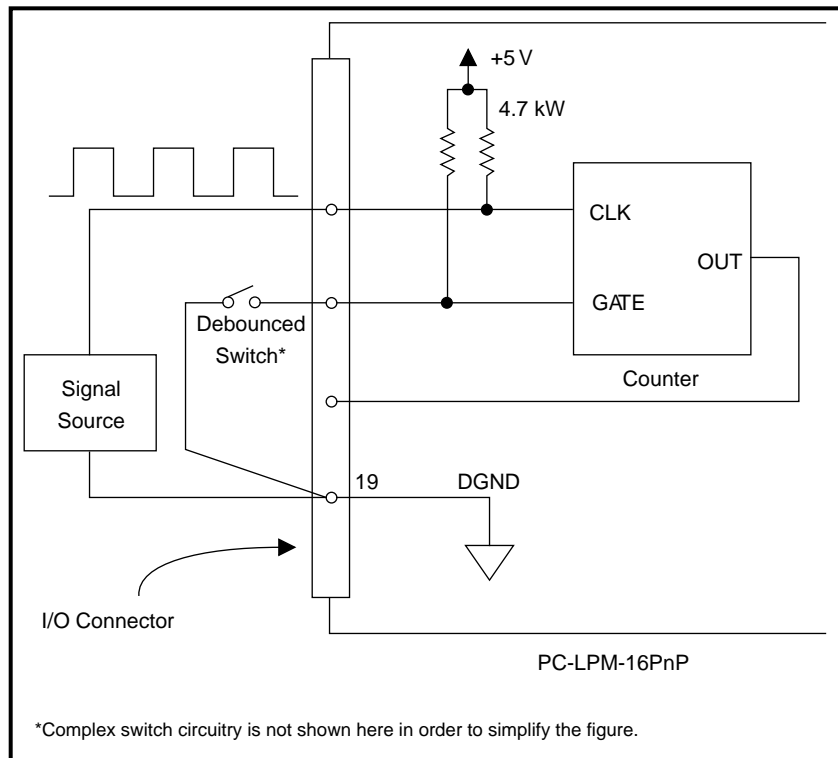 +5 V
4.7 kW
CLK
OUT
GATE
Debounced
Switch*
Counter
Signal
Source
19
DGND
I/O Connector
PC-LPM-16PnP
*Complex switch circuitry is not shown here in order to simplify the figure.